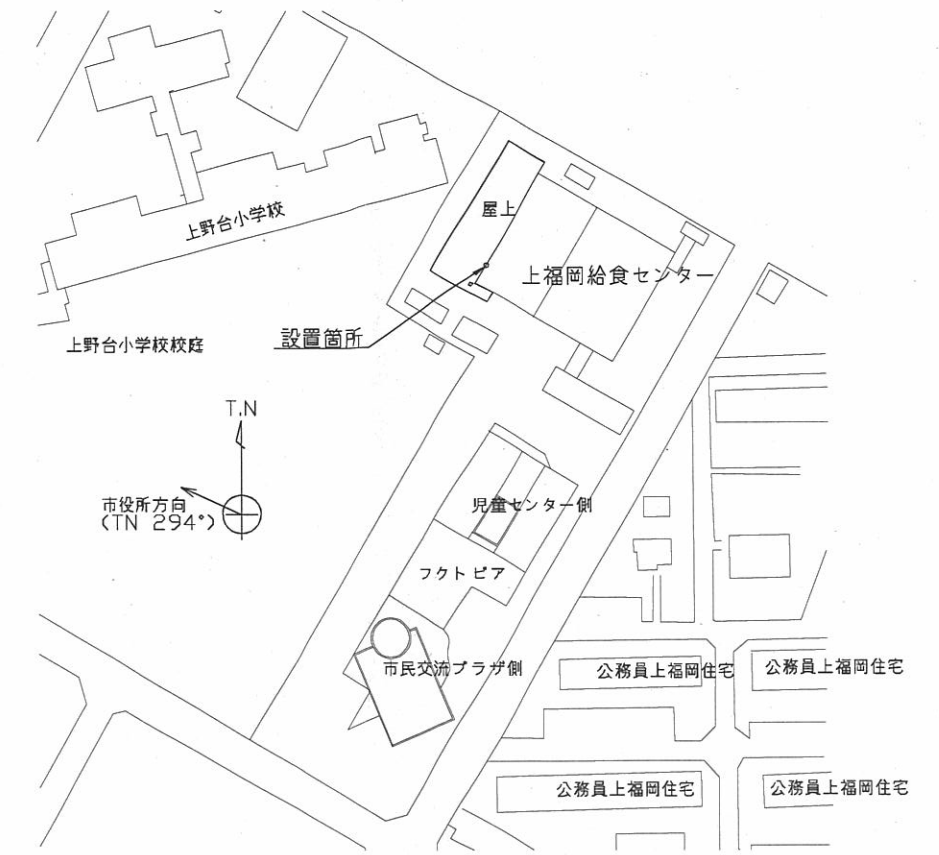 屋上
上野台小学校
上福岡給食センター
設置箇所
上野台小学校校庭
T.N
市役所方向
(TN 294°)
児童センター側
フクトピア
市民交流プラザ側
公務員上福岡住宅
公務員上福岡住宅
公務員上福岡住宅
公務員上福岡住宅